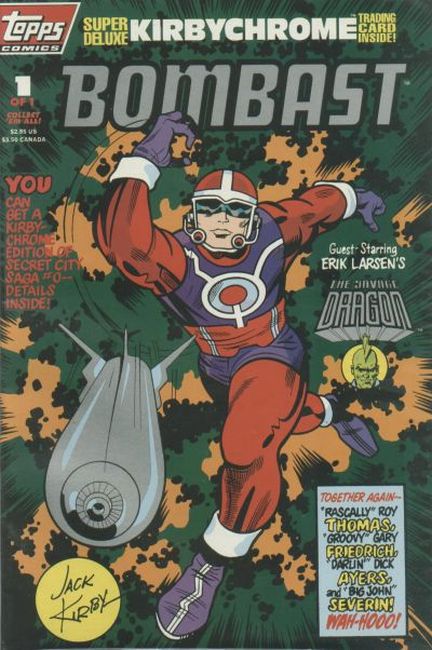 topps
COMICS
SUPER
DELUXE
KIRBYCHROME™
TRADING
CARD
INSIDE!
1
OF 1
COLLECT
'EM ALL!
$2.95 US
$3.50 CANADA
BOMBAST™
YOU
CAN
GET A
KIRBY-
CHROME
EDITION OF
SECRET CITY
SAGA #0--
DETAILS
INSIDE!
Guest-Starring
ERIK LARSEN'S
THE SAVAGE
DRAGON
TOGETHER AGAIN--
"RASCALLY" ROY
THOMAS,
"GROOVY" GARY
FRIEDRICH,
"DARLIN'" DICK
AYERS,
and "BIG JOHN"
SEVERIN!
WAH-HOOO!
JACK
KIRBY